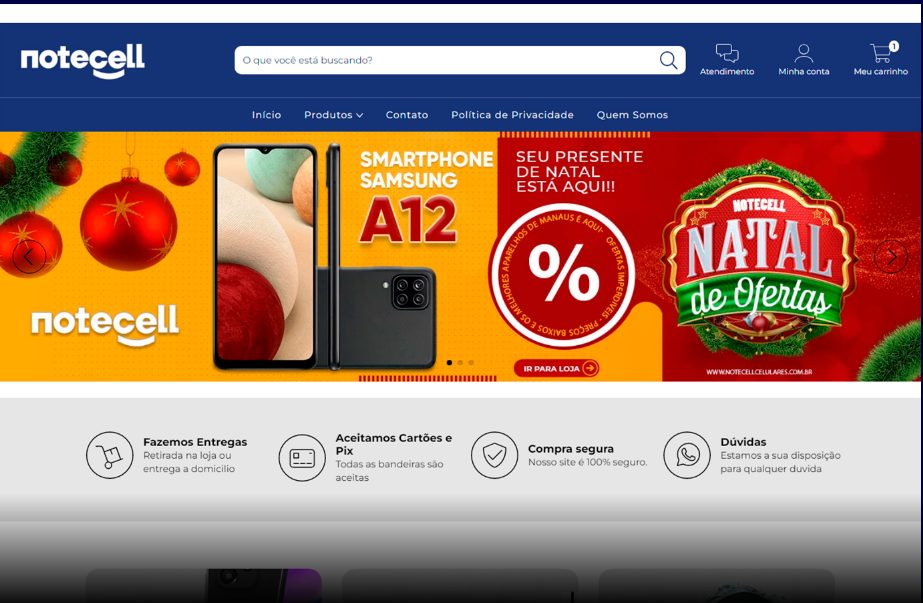 notecell
O que você está buscando?
Atendimento
Minha conta
1
Meu carrinho
Início
Produtos
Contato
Política de Privacidade
Quem Somos
SMARTPHONE
SAMSUNG
A12
notecell
SEU PRESENTE
DE NATAL
ESTÁ AQUI!!
OS MELHORES APARELHOS DE MANAUS É AQUI - OFERTAS IMPERDÍVEIS - PREÇOS BAIXOS E
%
IR PARA LOJA
NOTECELL
NATAL
de Ofertas
WWW.NOTECELLCELULARES.COM.BR
Fazemos Entregas
Retirada na loja ou
entrega a domicilio
Aceitamos Cartões e
Pix
Todas as bandeiras são
aceitas
Compra segura
Nosso site é 100% seguro.
Dúvidas
Estamos a sua disposição
para qualquer duvida